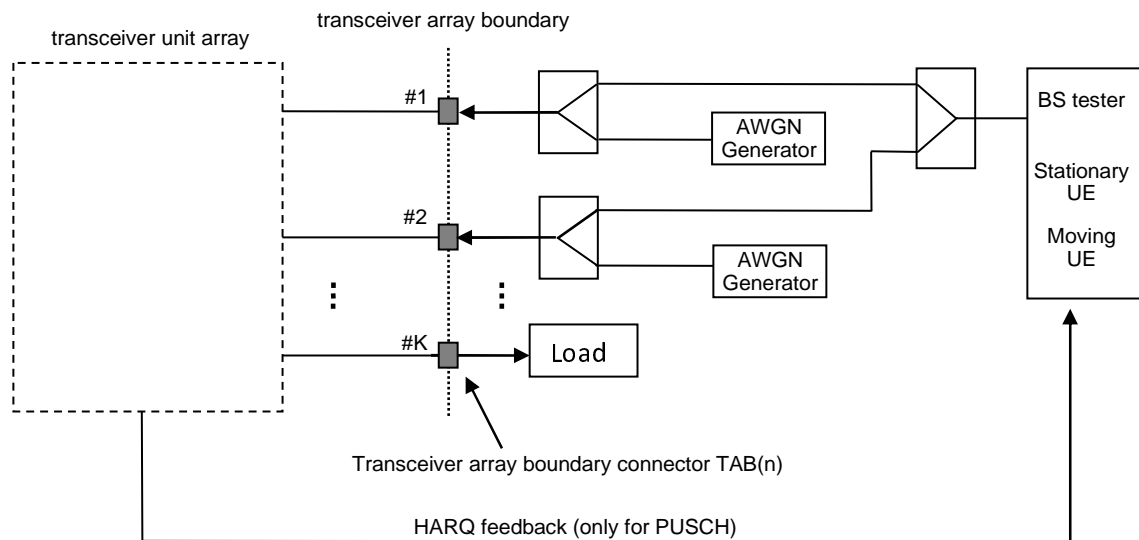 transceiver array boundary
transceiver unit array
#1
AWGN
Generator
BS tester
Stationary
UE
Moving
UE
#2
AWGN
Generator
#K
Load
Transceiver array boundary connector TAB(n)
HARQ feedback (only for PUSCH)